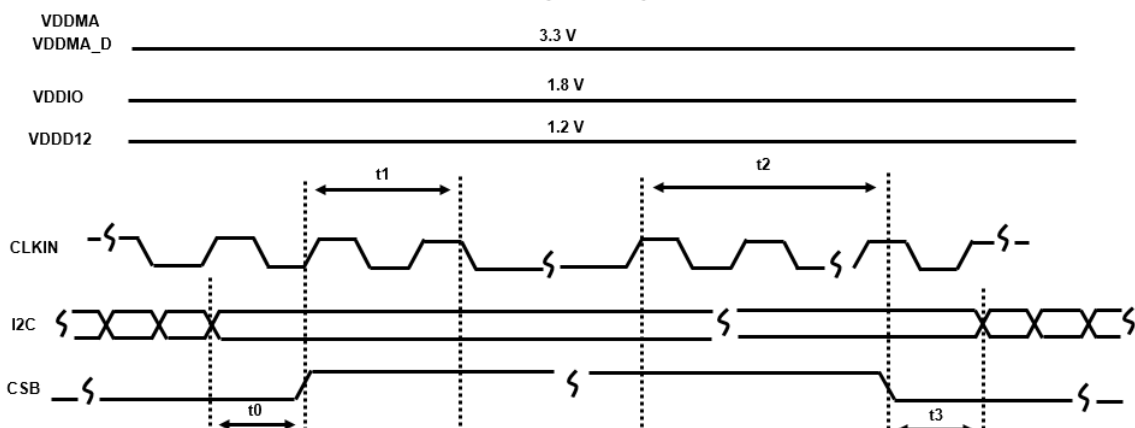 VDDMA
VDDMA_D
3.3 V
VDDIO
1.8 V
VDDD12
1.2 V
t1
t2
CLKIN
I2C
CSB
t0
t3